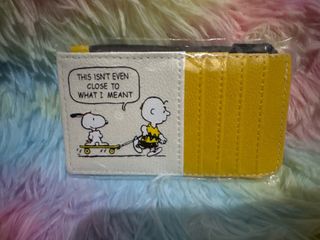 THIS ISN'T EVEN
CLOSE TO
WHAT I MEANT